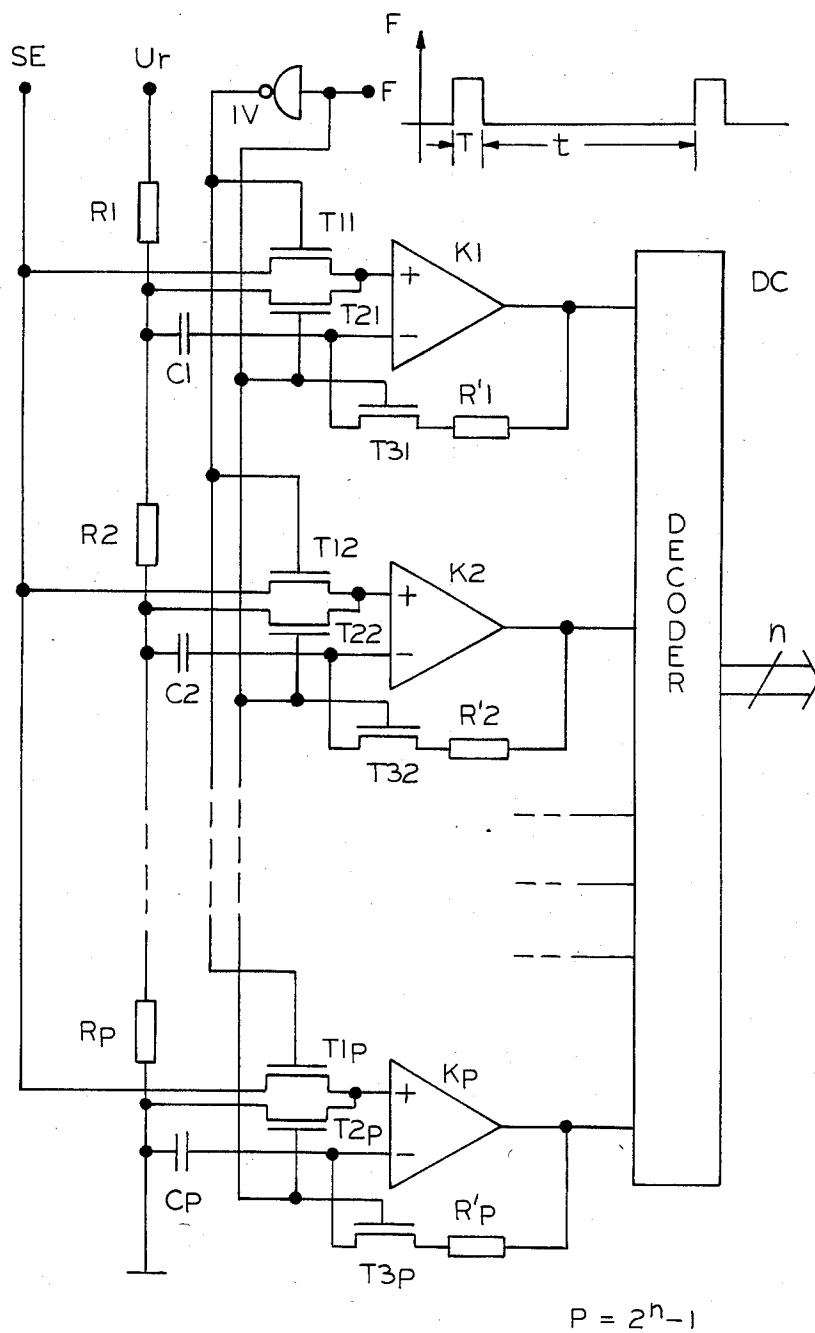 SE
Ur
F
F
IV
T
t
R1
T11
K1
DC
T21
+
−
C1
R'1
T31
R2
T12
K2
+
T22
−
C2
R'2
T32
DECODER
n
Rp
T1p
Kp
+
T2p
−
Cp
R'p
T3p
P = 2ⁿ-1